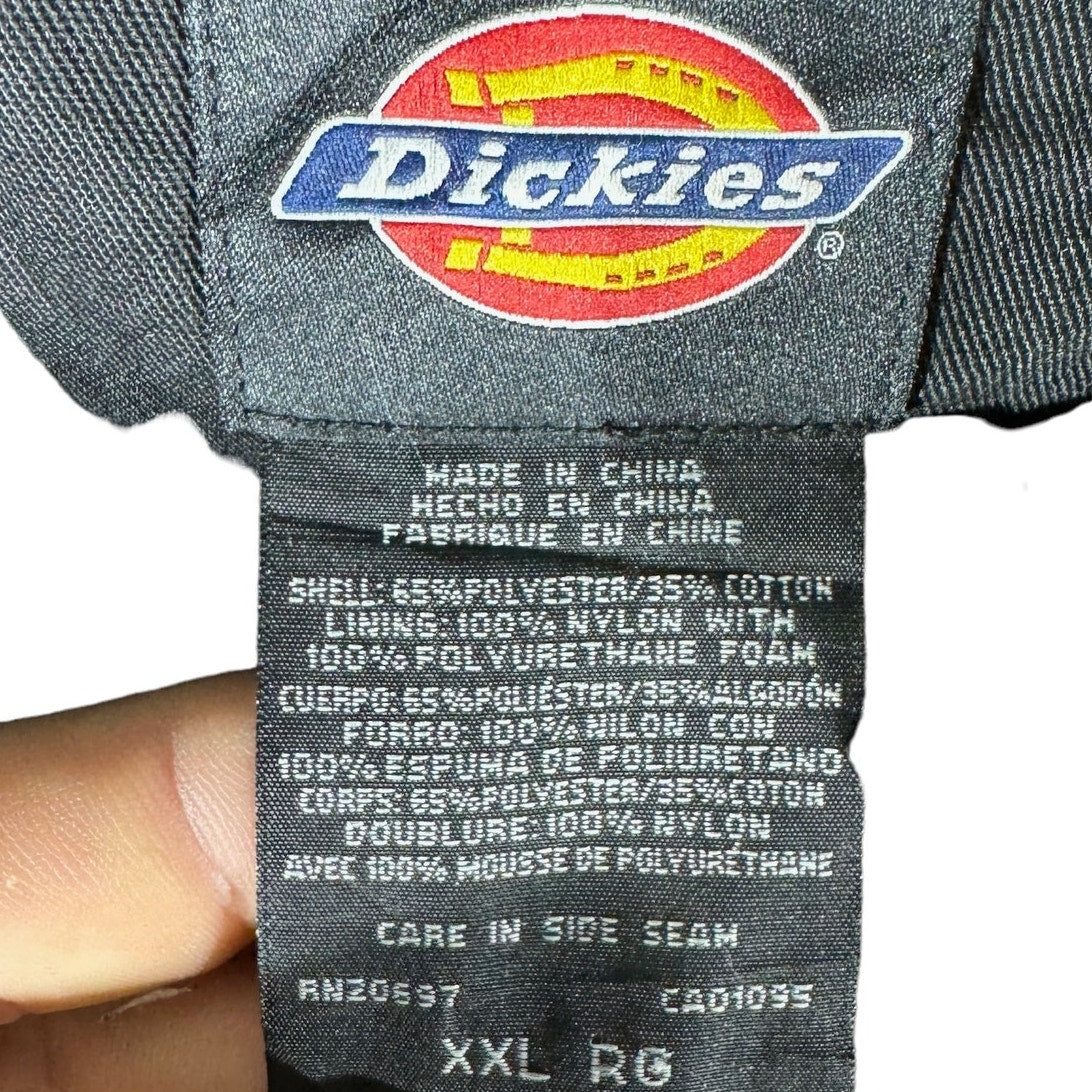 Dickies
®
MADE IN CHINA
HECHO EN CHINA
FABRIQUE EN CHINE
SHELL:65%POLYESTER/35% COTTON
LINING:100% NYLON WITH
100%POLYURETHANE FOAM
CUERPO:65%POLIÉSTER/35%ALGODÓN
FORRO:100% NILON CON
100%ESPUMA DE POLIURETANO
CORPS:65%POLYESTER/35%COTON
DOUBLURE:100% NYLON
AVEC 100% MOUSSE DE POLYURÉTHANE
CARE IN SIDE SEAM
RN20697 CA01095
XXL RG